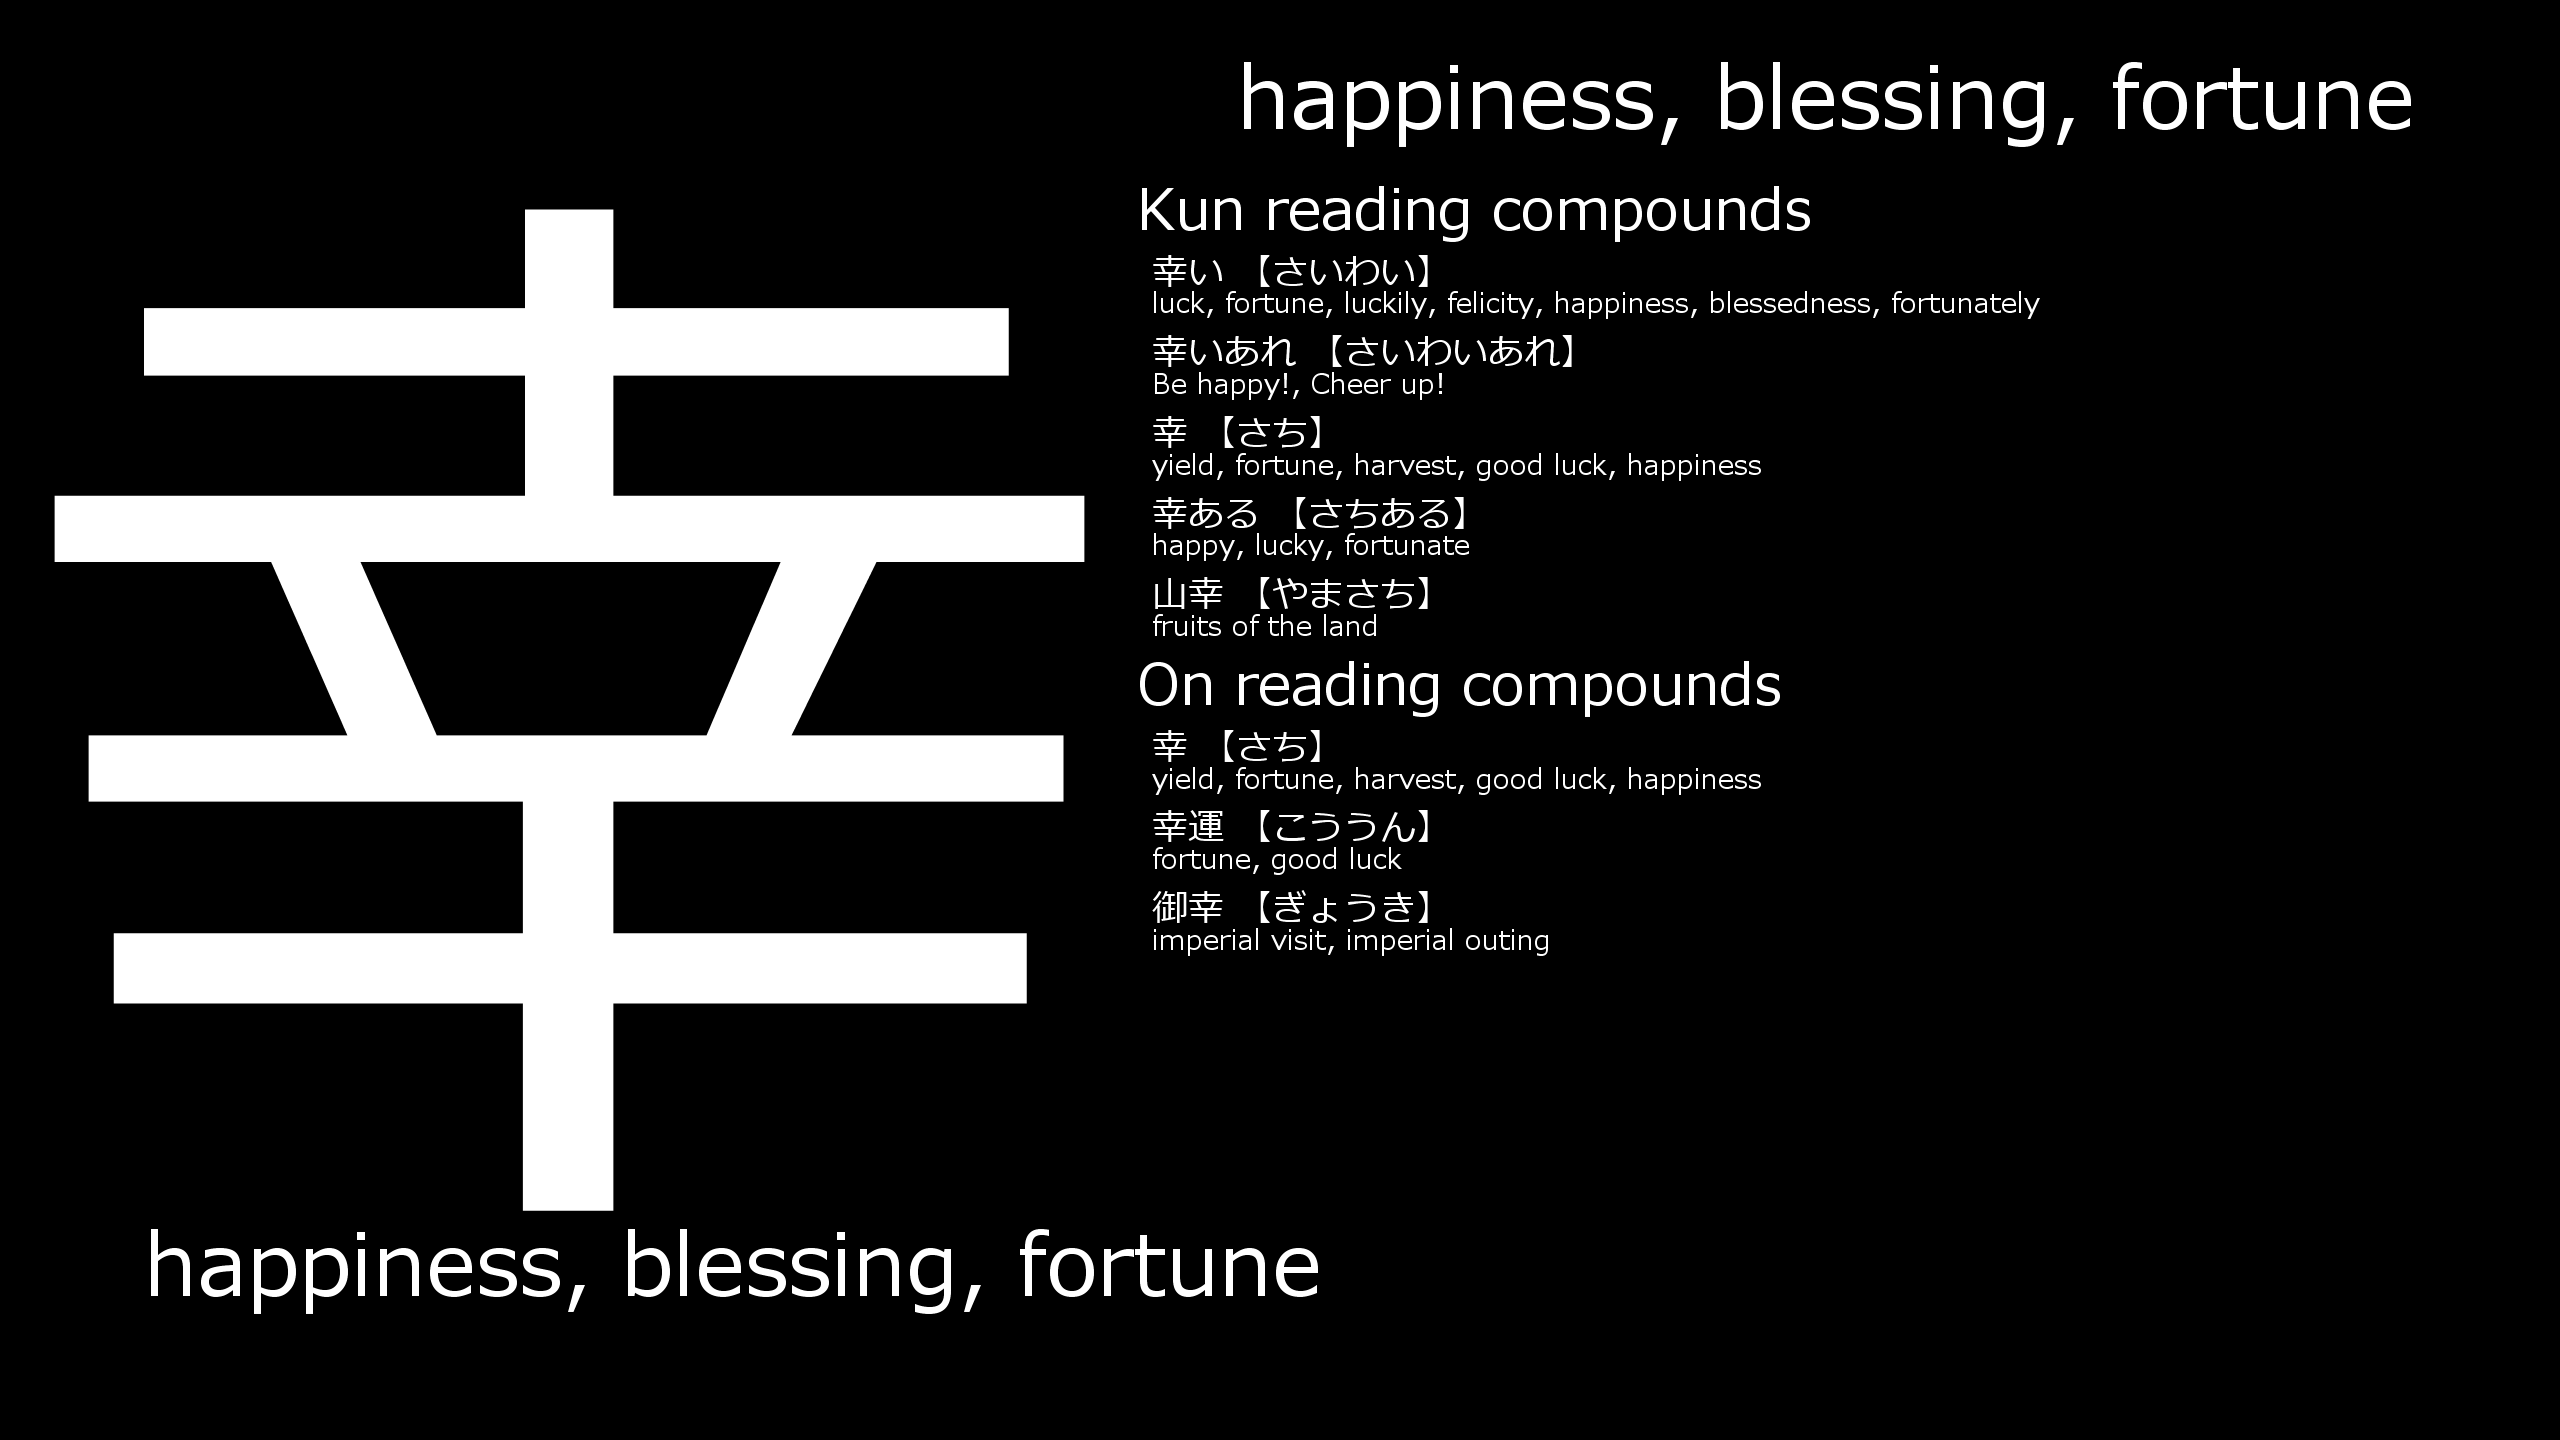 幸
happiness, blessing, fortune
happiness, blessing, fortune
Kun reading compounds
幸い 【さいわい】
luck, fortune, luckily, felicity, happiness, blessedness, fortunately
幸いあれ 【さいわいあれ】
Be happy!, Cheer up!
幸 【さち】
yield, fortune, harvest, good luck, happiness
幸ある 【さちある】
happy, lucky, fortunate
山幸 【やまさち】
fruits of the land
On reading compounds
幸 【さち】
yield, fortune, harvest, good luck, happiness
幸運 【こううん】
fortune, good luck
御幸 【ぎょうき】
imperial visit, imperial outing